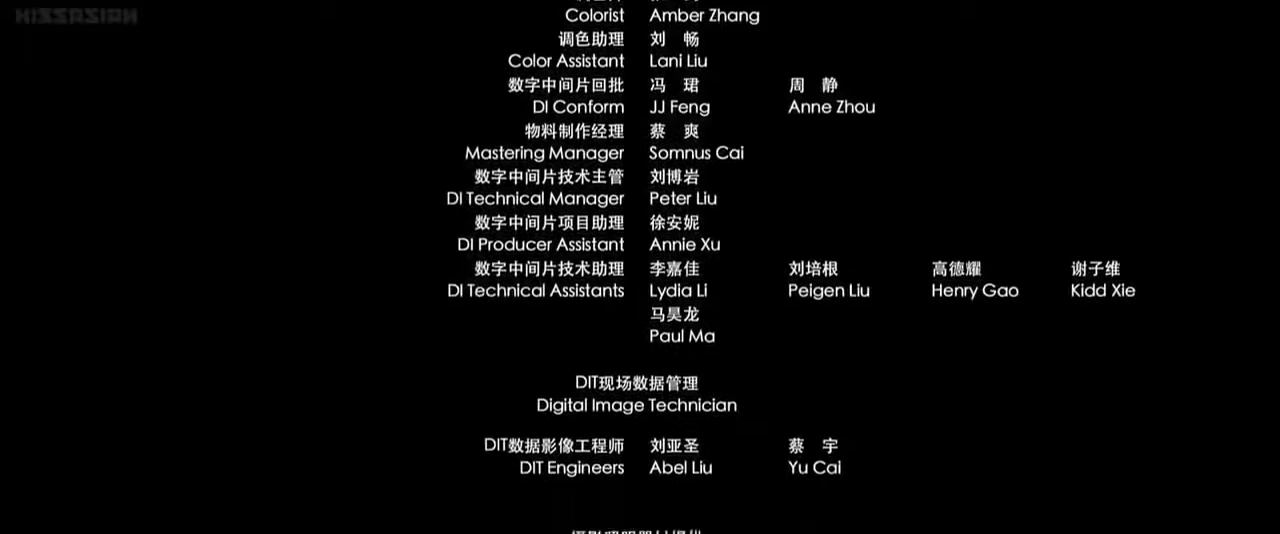 KISSASIAN
Colorist Amber Zhang
调色助理 刘 畅
Color Assistant Lani Liu
数字中间片回批 冯 珺 周 静
DI Conform JJ Feng Anne Zhou
物料制作经理 蔡 爽
Mastering Manager Somnus Cai
数字中间片技术主管 刘博岩
DI Technical Manager Peter Liu
数字中间片项目助理 徐安妮
DI Producer Assistant Annie Xu
数字中间片技术助理 李嘉佳 刘培根 高德耀 谢子维
DI Technical Assistants Lydia Li Peigen Liu Henry Gao Kidd Xie
马昊龙
Paul Ma
DIT现场数据管理
Digital Image Technician
DIT数据影像工程师 刘亚圣 蔡 宇
DIT Engineers Abel Liu Yu Cai